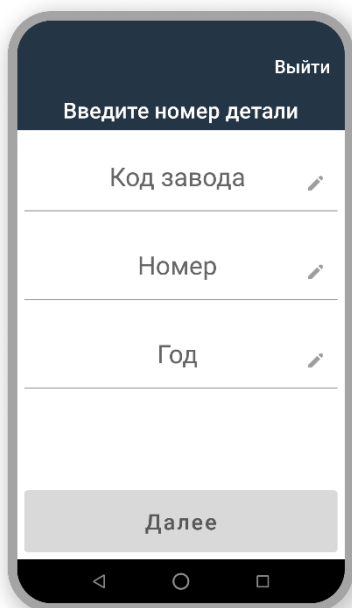 Выйти
Введите номер детали
Код завода
Номер
Год
Далее